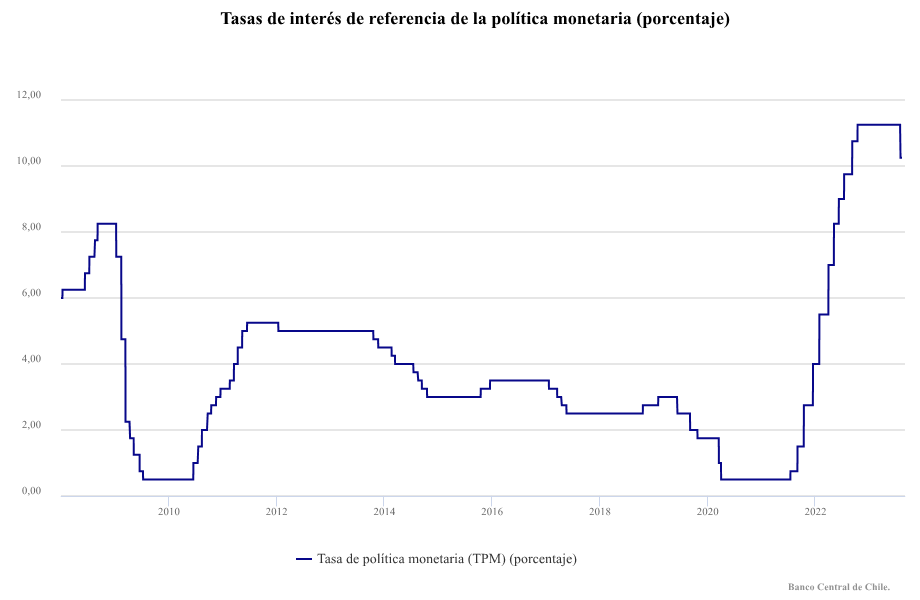 Tasas de interés de referencia de la política monetaria (porcentaje)
12,00
10,00
8,00
6,00
4,00
2,00
0,00
2010 2012 2014 2016 2018 2020 2022
Tasa de política monetaria (TPM) (porcentaje)
Banco Central de Chile.